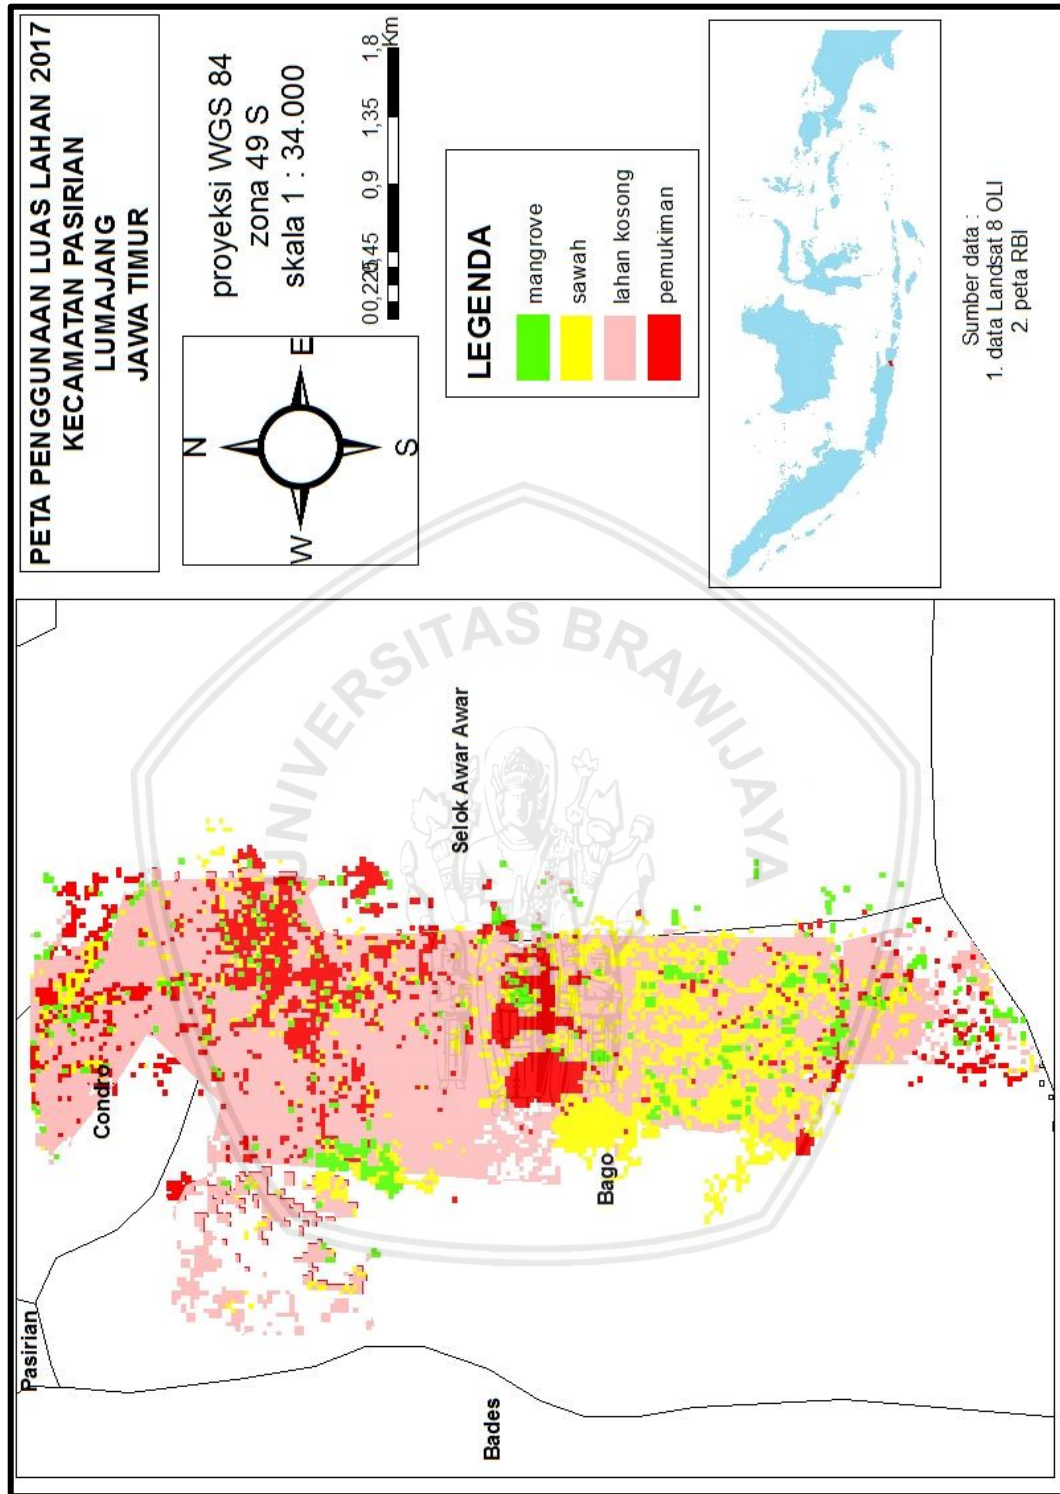 PETA PENGGUNAAN LUAS LAHAN 2017
KECAMATAN PASIRIAN
LUMAJANG
JAWA TIMUR
N
W
E
S
proyeksi WGS 84
zona 49 S
skala 1 : 34.000
0,9
1,35
1,8
Km
LEGENDA
mangrove
sawah
lahan kosong
pemukiman
Sumber data :
1. data Landsat 8 OLI
2. peta RBI
Pasirian
Condro
Selok Awar Awar
Bago
Bades
UNIVERSITAS BRAWIJAYA